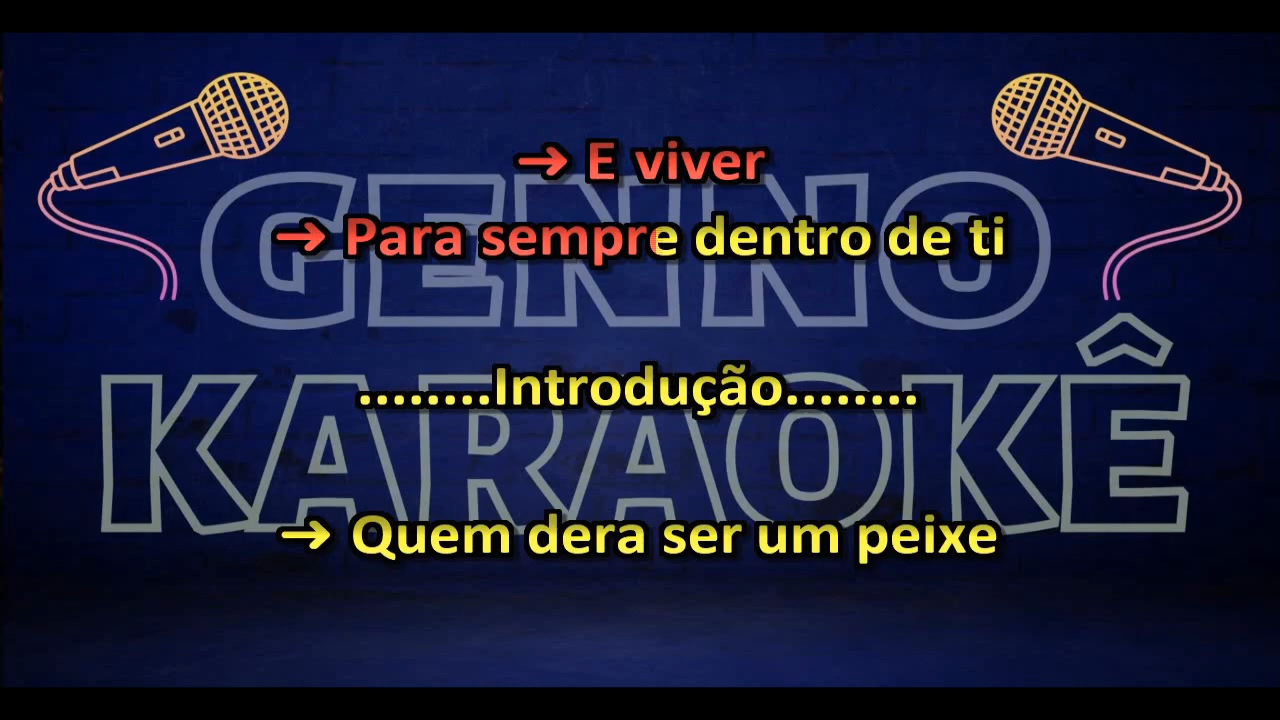 ➔ E viver
➔ Para sempre dentro de ti
GENNO
........Introdução........
KARAOKÊ
➔ Quem dera ser um peixe